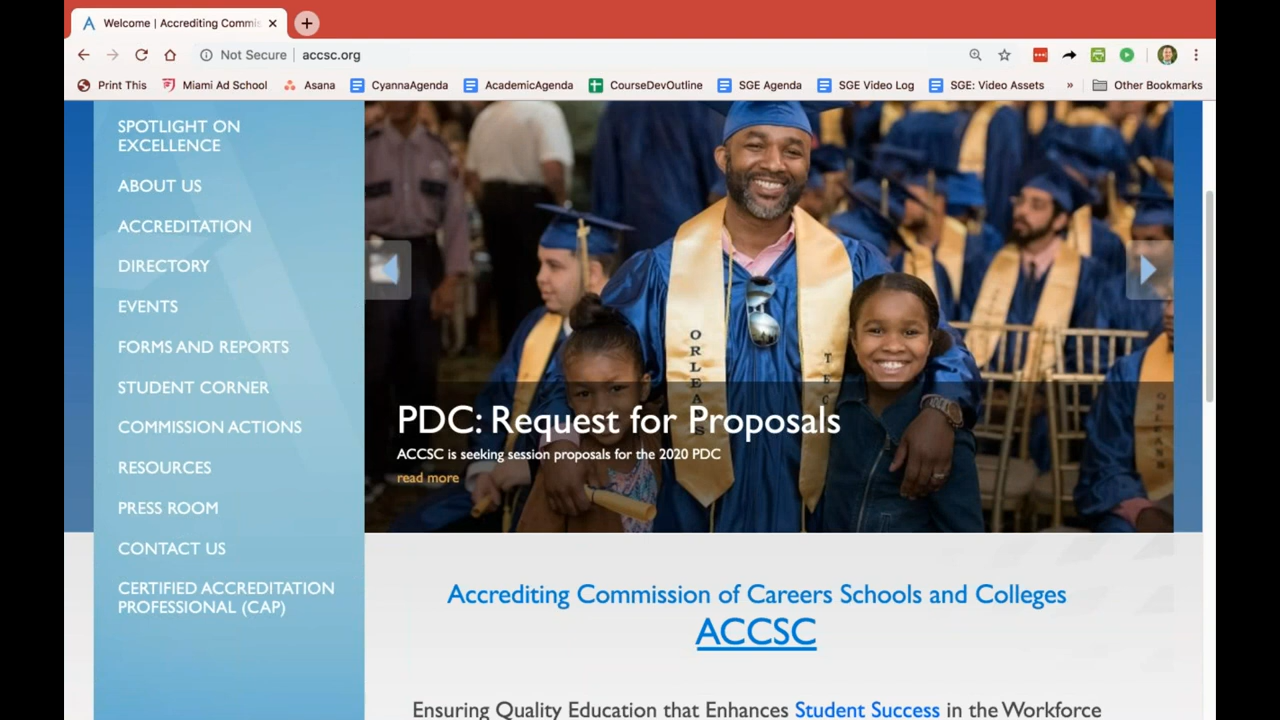 Welcome | Accrediting Commis
Not Secure | accsc.org
Print This Miami Ad School Asana CyannaAgenda AcademicAgenda CourseDevOutline SGE Agenda SGE Video Log SGE: Video Assets » Other Bookmarks
SPOTLIGHT ON
EXCELLENCE
ABOUT US
ACCREDITATION
DIRECTORY
EVENTS
FORMS AND REPORTS
STUDENT CORNER
COMMISSION ACTIONS
RESOURCES
PRESS ROOM
CONTACT US
CERTIFIED ACCREDITATION
PROFESSIONAL (CAP)
ORLEANS
TEC
ORLEANS
PDC: Request for Proposals
ACCSC is seeking session proposals for the 2020 PDC
read more
Accrediting Commission of Careers Schools and Colleges
ACCSC
Ensuring Quality Education that Enhances Student Success in the Workforce